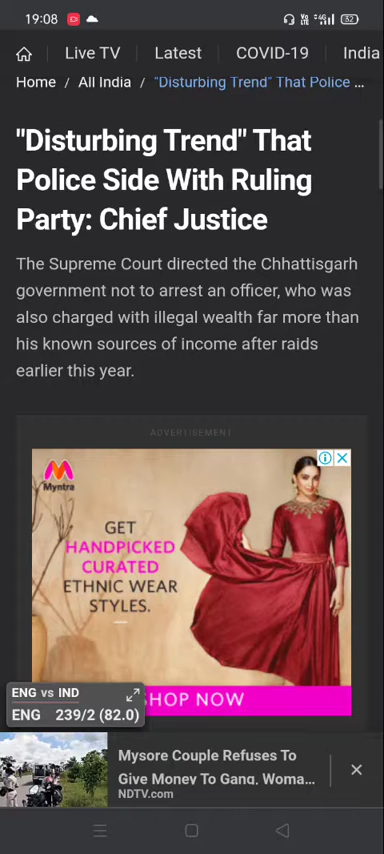 19:08
52
Live TV
Latest
COVID-19
India
Home / All India / "Disturbing Trend" That Police ...
"Disturbing Trend" That
Police Side With Ruling
Party: Chief Justice
The Supreme Court directed the Chhattisgarh
government not to arrest an officer, who was
also charged with illegal wealth far more than
his known sources of income after raids
earlier this year.
ADVERTISEMENT
Myntra
GET
HANDPICKED
CURATED
ETHNIC WEAR
STYLES.
SHOP NOW
ENG vs IND
ENG 239/2 (82.0)
Mysore Couple Refuses To
Give Money To Gang, Woma...
NDTV.com